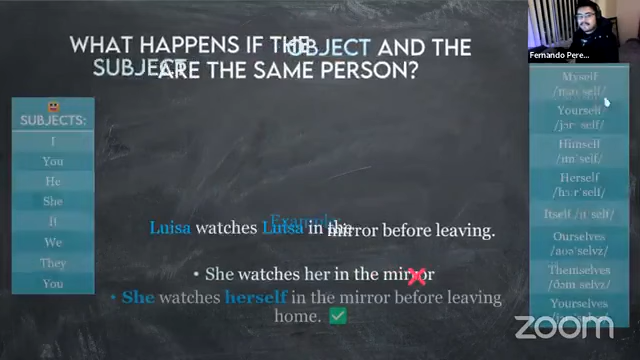 WHAT HAPPENS IF THE OBJECT AND THE
SUBJECT ARE THE SAME PERSON?
Fernando Pere...
SUBJECTS:
I
You
He
She
It
We
They
You
Myself
Yourself
Himself
Herself
Itself
Ourselves
Themselves
Yourselves
Example
Luisa watches Luisa in the mirror before leaving.
• She watches her in the mirror
• She watches herself in the mirror before leaving
home.
zoom